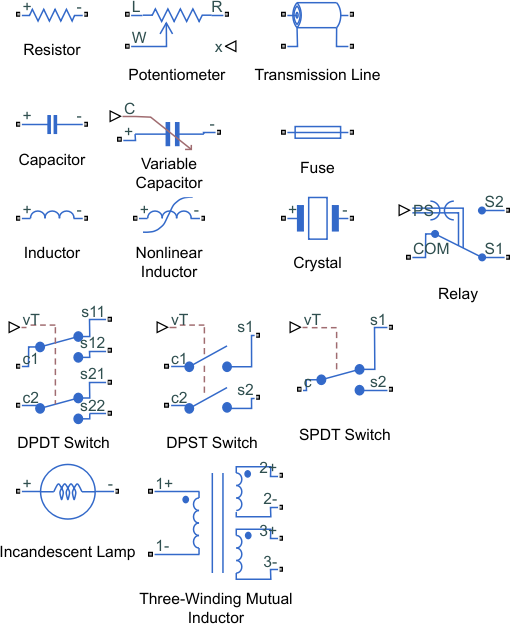 + -
Resistor
L R
W
x
Potentiometer
Transmission Line
+ -
Capacitor
C
+ -
Variable
Capacitor
Fuse
+ -
Inductor
+ -
Nonlinear
Inductor
+ -
Crystal
PS
S2
COM
S1
Relay
vT
s11
c1
s12
s21
c2
s22
DPDT Switch
vT
s1
c1
s2
c2
DPST Switch
vT
s1
c
s2
SPDT Switch
+ -
Incandescent Lamp
1+
2+
2-
3+
1-
3-
Three-Winding Mutual
Inductor